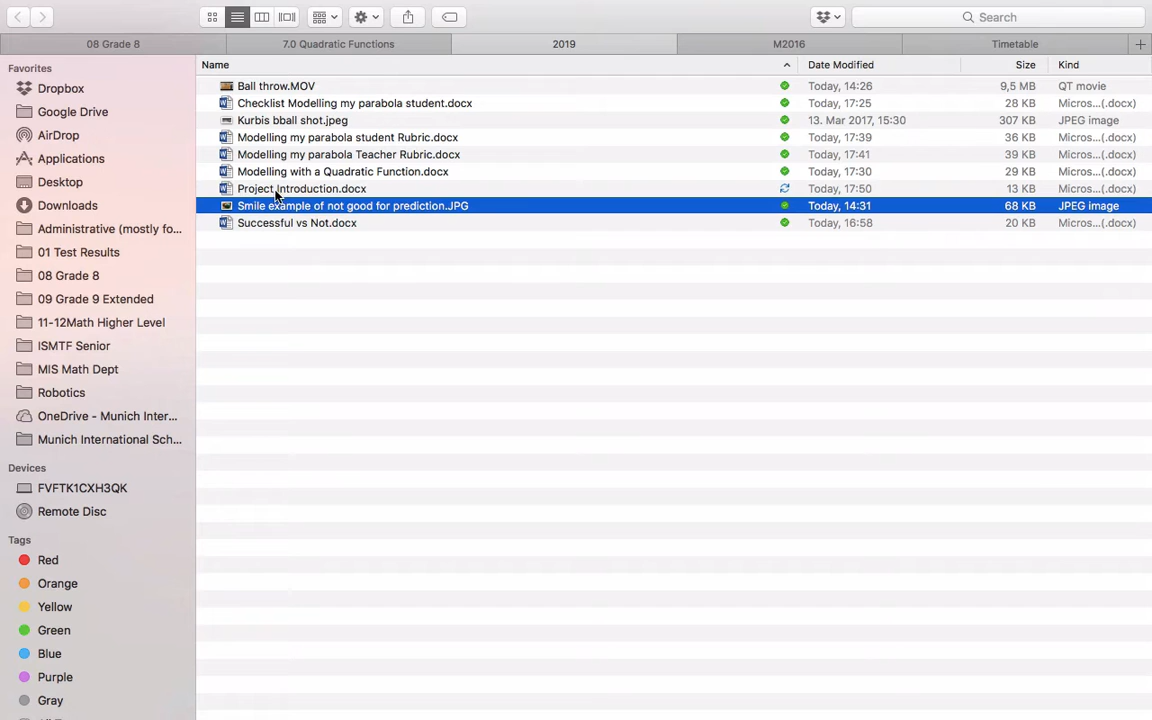 Search
08 Grade 8
7.0 Quadratic Functions
2019
M2016
Timetable
Favorites
Name
Date Modified
Size
Kind
Dropbox
Google Drive
AirDrop
Applications
Desktop
Downloads
Administrative (mostly fo...
01 Test Results
08 Grade 8
09 Grade 9 Extended
11-12Math Higher Level
ISMTF Senior
MIS Math Dept
Robotics
OneDrive - Munich Inter...
Munich International Sch...
Devices
FVFTK1CXH3QK
Remote Disc
Tags
Red
Orange
Yellow
Green
Blue
Purple
Gray
Ball throw.MOV Today, 14:26 9,5 MB QT movie
Checklist Modelling my parabola student.docx Today, 17:25 28 KB Micros...(.docx)
Kurbis bball shot.jpeg 13. Mar 2017, 15:30 307 KB JPEG image
Modelling my parabola student Rubric.docx Today, 17:39 36 KB Micros...(.docx)
Modelling my parabola Teacher Rubric.docx Today, 17:41 39 KB Micros...(.docx)
Modelling with a Quadratic Function.docx Today, 17:30 29 KB Micros...(.docx)
Project Introduction.docx Today, 17:50 13 KB Micros...(.docx)
Smile example of not good for prediction.JPG Today, 14:31 68 KB JPEG image
Successful vs Not.docx Today, 16:58 20 KB Micros...(.docx)